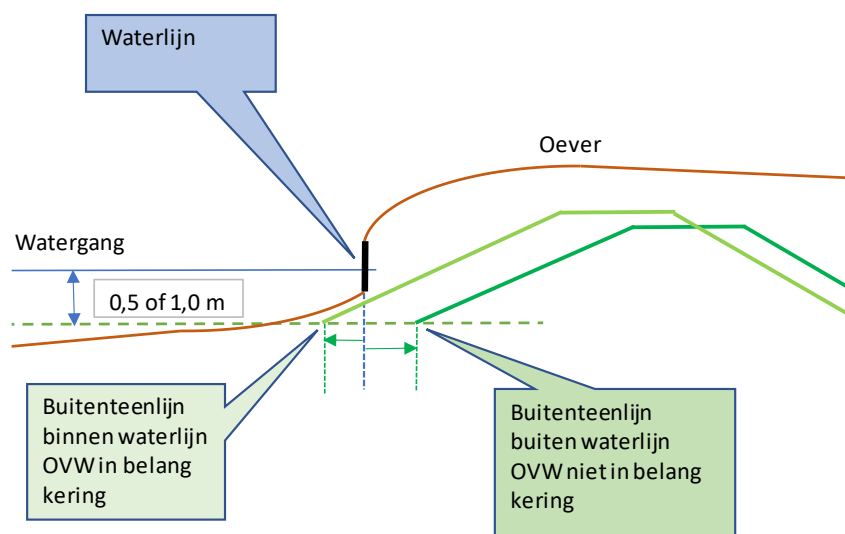 Waterlijn
Oever
Watergang
0,5 of 1,0 m
Buitenteenlijn
binnen waterlijn
OVW in belang
kering
Buitenteenlijn
buiten waterlijn
OVW niet in belang
kering